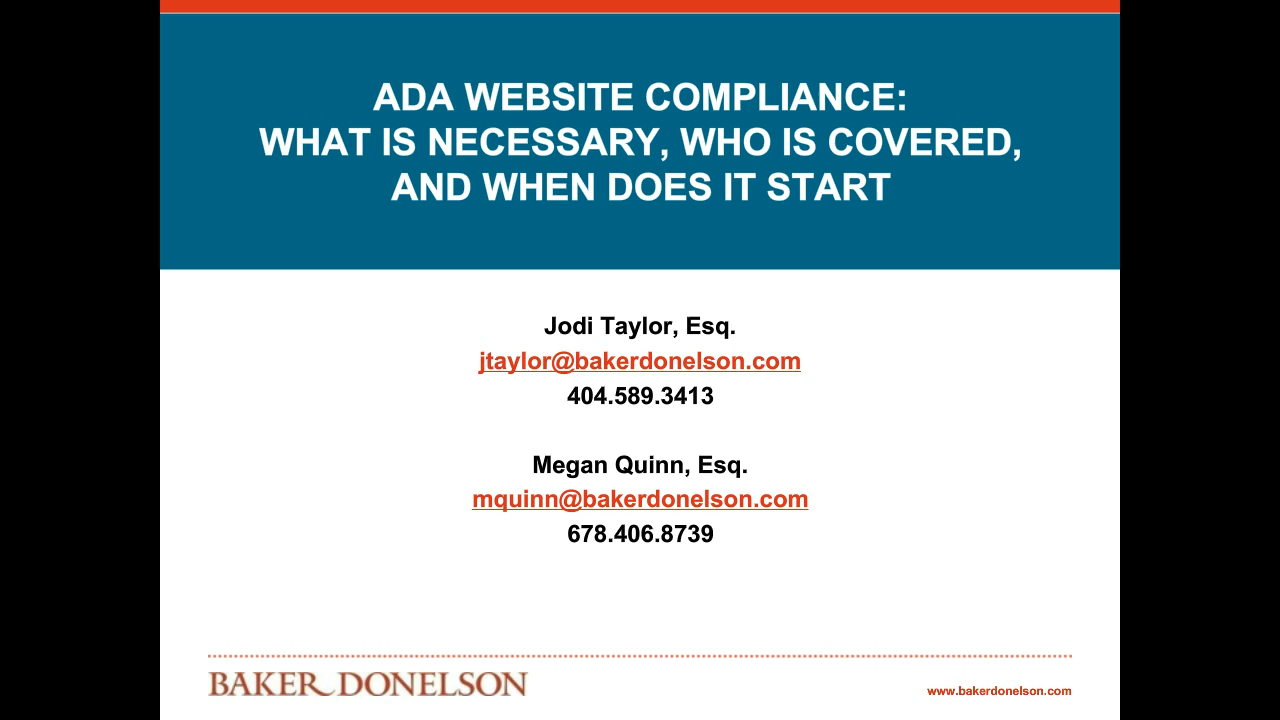 ADA WEBSITE COMPLIANCE:
WHAT IS NECESSARY, WHO IS COVERED,
AND WHEN DOES IT START
Jodi Taylor, Esq.
jtaylor@bakerdonelson.com
404.589.3413
Megan Quinn, Esq.
mquinn@bakerdonelson.com
678.406.8739
BAKER DONELSON
www.bakerdonelson.com